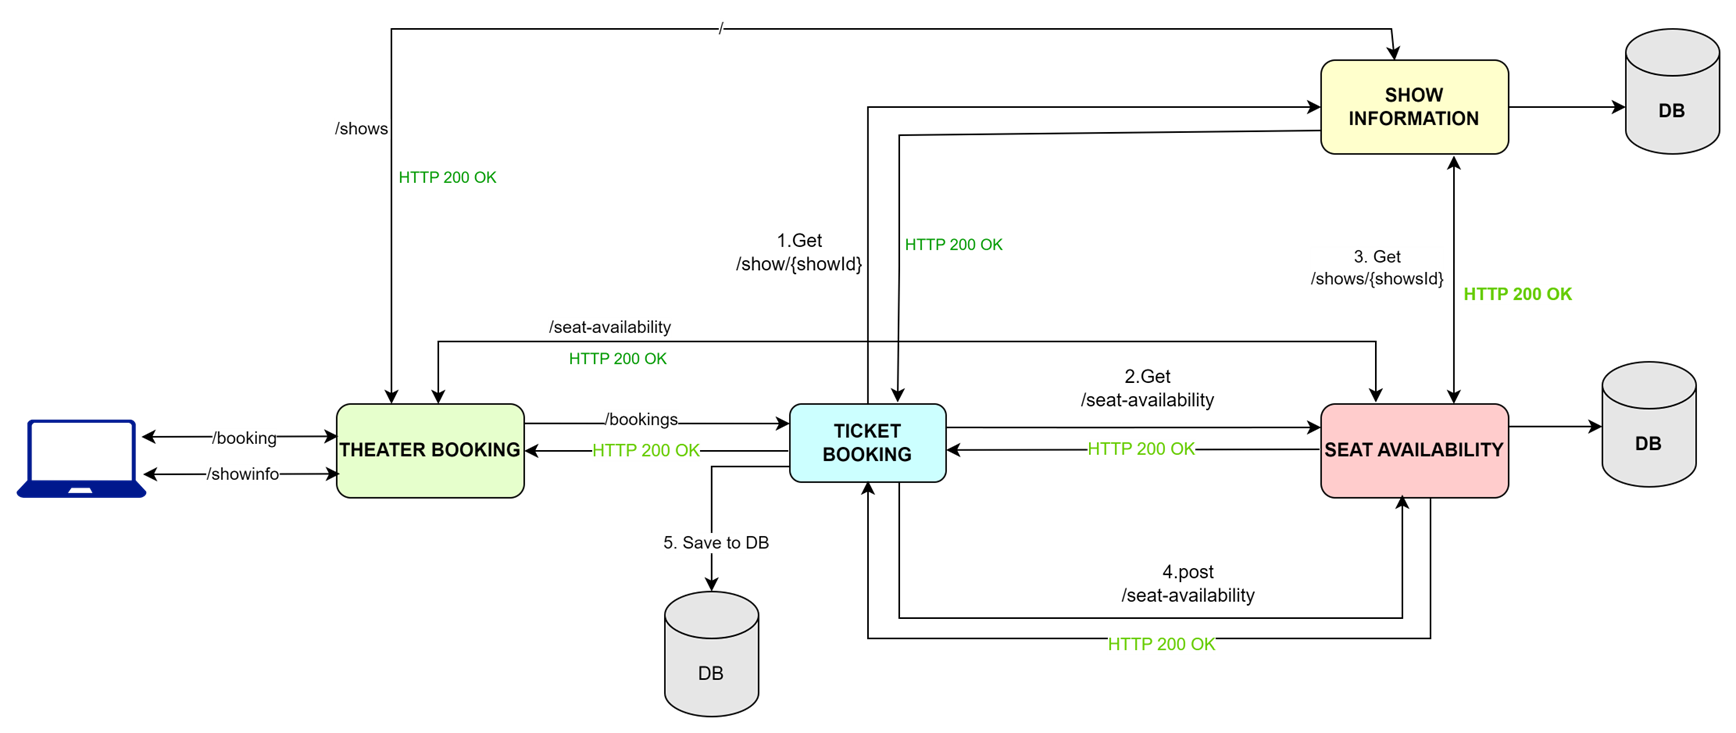 /
SHOW
INFORMATION
DB
/shows
HTTP 200 OK
1.Get
/show/{showId}
HTTP 200 OK
3. Get
/shows/{showsId}
HTTP 200 OK
/seat-availability
HTTP 200 OK
2.Get
/seat-availability
/booking
/showinfo
THEATER BOOKING
/bookings
HTTP 200 OK
TICKET
BOOKING
HTTP 200 OK
SEAT AVAILABILITY
DB
5. Save to DB
DB
4.post
/seat-availability
HTTP 200 OK